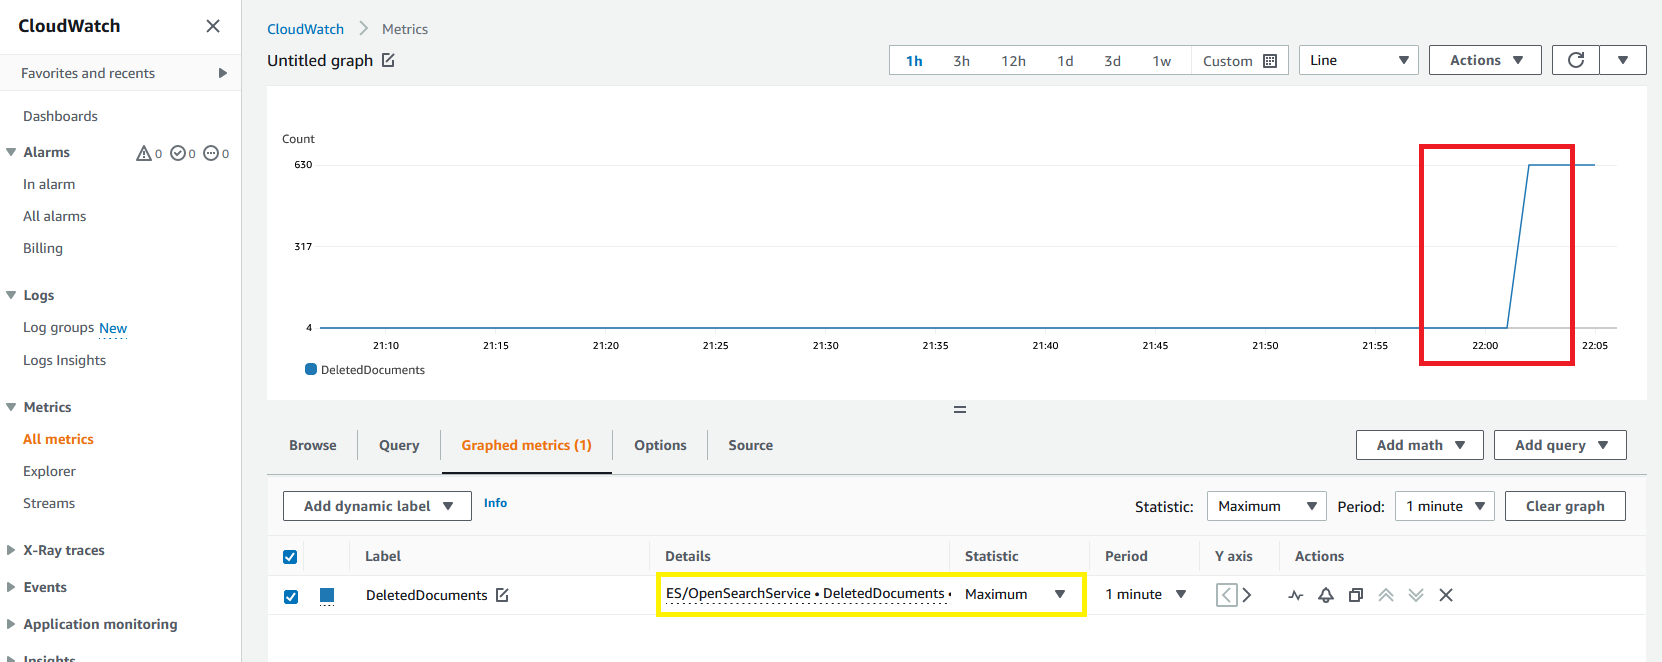 CloudWatch
Favorites and recents
Dashboards
Alarms 0 0 0
In alarm
All alarms
Billing
Logs
Log groups New
Logs Insights
Metrics
All metrics
Explorer
Streams
X-Ray traces
Events
Application monitoring
Insights
CloudWatch Metrics
Untitled graph
1h 3h 12h 1d 3d 1w Custom Line Actions
Count
630
317
4
21:10 21:15 21:20 21:25 21:30 21:35 21:40 21:45 21:50 21:55 22:00 22:05
DeletedDocuments
Browse Query Graphed metrics (1) Options Source Add math Add query
Add dynamic label Info Statistic: Maximum Period: 1 minute Clear graph
Label Details Statistic Period Y axis Actions
DeletedDocuments ES/OpenSearchService • DeletedDocuments • Maximum 1 minute